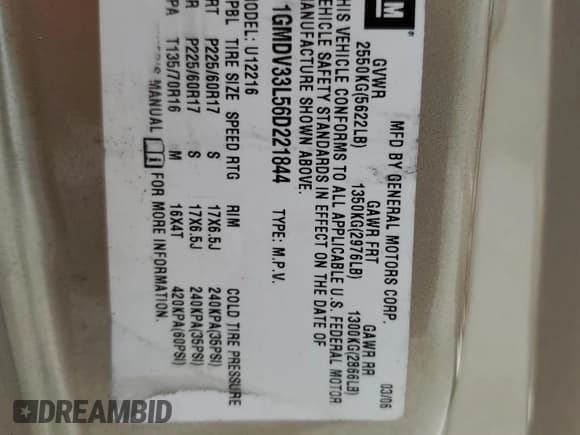 GM
MFD BY GENERAL MOTORS CORP. 03/06
GVWR GAWR FRT GAWR RR
2550KG(5622LB) 1350KG(2976LB) 1300KG(2866LB)
THIS VEHICLE CONFORMS TO ALL APPLICABLE U.S. FEDERAL MOTOR
VEHICLE SAFETY STANDARDS IN EFFECT ON THE DATE OF
MANUFACTURE SHOWN ABOVE.
1GMDV33L56D221844 TYPE: M.P.V.
MODEL: U12216
TIRE SIZE SPEED RTG RIM COLD TIRE PRESSURE
FRT P225/60R17 S 17X6.5J 240KPA(35PSI)
P225/60R17 S 17X6.5J 240KPA(35PSI)
T135/70R16 M 16X4T 420KPA(60PSI)
MANUAL FOR MORE INFORMATION.
DREAMBID